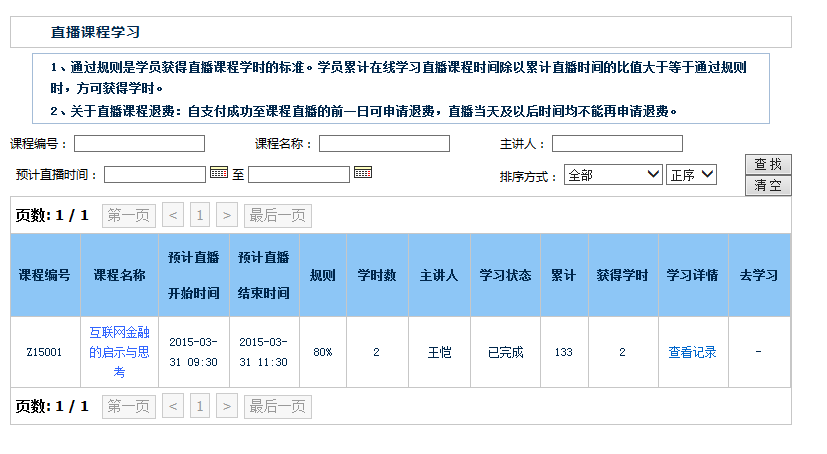 直播课程学习
1、通过规则是学员获得直播课程学时的标准。学员累计在线学习直播课程时间除以累计直播时间的比值大于等于通过规则
时，方可获得学时。
2、关于直播课程退费：自支付成功至课程直播的前一日可申请退费，直播当天及以后时间均不能再申请退费。
课程编号： 课程名称： 主讲人：
预计直播时间： 至 排序方式： 全部 正序 查 找
清 空
页数: 1 / 1 第一页 < 1 > 最后一页
课程编号 课程名称 预计直播 开始时间 预计直播 结束时间 规则 学时数 主讲人 学习状态 累计 获得学时 学习详情 去学习
Z15001 互联网金融的启示与思考 2015-03-31 09:30 2015-03-31 11:30 80% 2 王恺 已完成 133 2 查看记录 -
页数: 1 / 1 第一页 < 1 > 最后一页